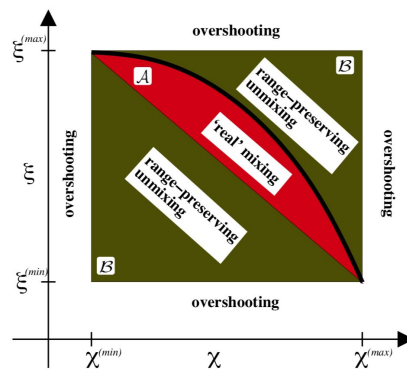 overshooting
ξ(max)
𝓑
𝓐
range–preserving
unmixing
'real' mixing
overshooting
ξ
overshooting
range–preserving
unmixing
𝓑
ξ(min)
overshooting
χ(min)
χ
χ(max)